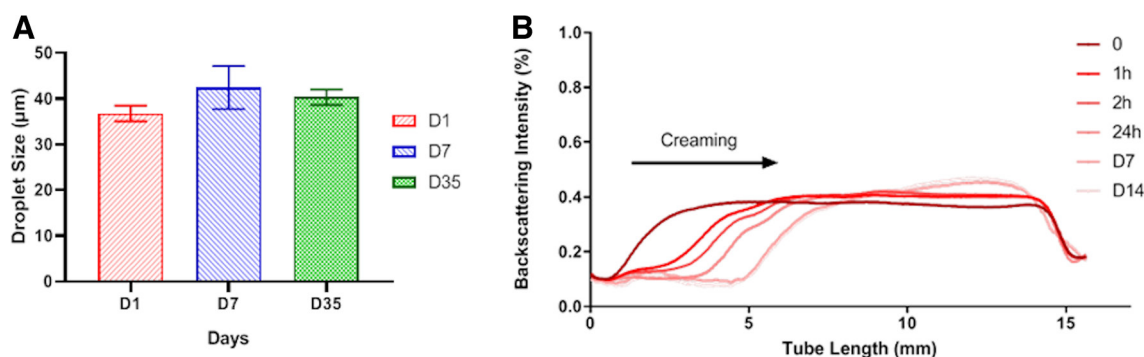 A
Droplet Size (µm)
50
40
30
20
10
0
D1
D7
D35
Days
D1
D7
D35
B
Backscattering Intensity (%)
1.0
0.8
0.6
0.4
0.2
0.0
Creaming
0
5
10
15
Tube Length (mm)
0
1h
2h
24h
D7
D14